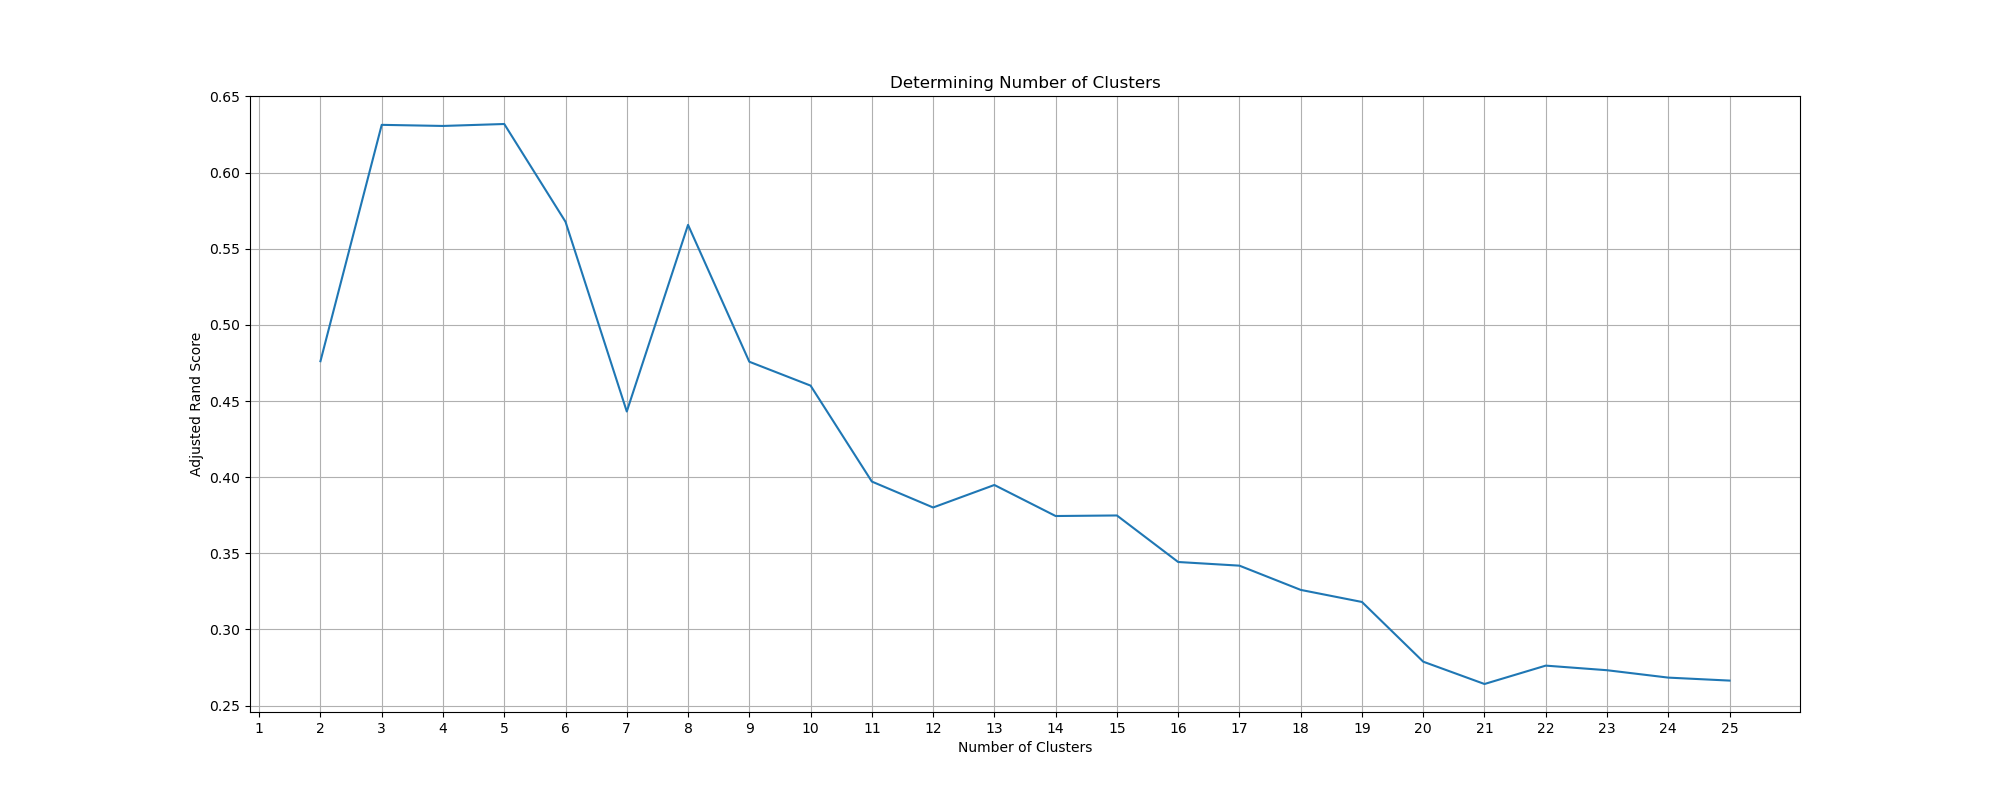 Determining Number of Clusters
Adjusted Rand Score
0.65
0.60
0.55
0.50
0.45
0.40
0.35
0.30
0.25
1 2 3 4 5 6 7 8 9 10 11 12 13 14 15 16 17 18 19 20 21 22 23 24 25
Number of Clusters